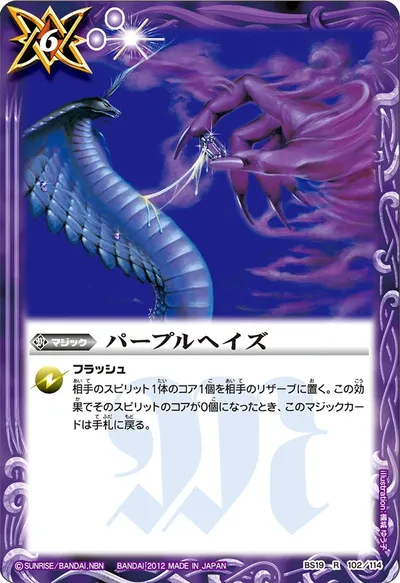 6
マジック
パープルヘイズ
フラッシュ
相手のスピリット1体のコア1個を相手のリザーブに置く。この効
果でそのスピリットのコアが0個になったとき、このマジックカー
ドは手札に戻る。
©SUNRISE/BANDAI,NBN BANDAI 2012 MADE IN JAPAN
BS19 R 102/114